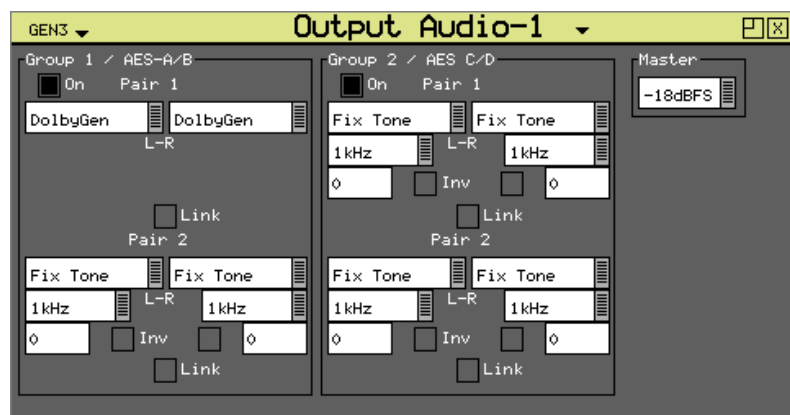 GEN3 Output Audio-1
Group 1 / AES-A/B
On Pair 1
DolbyGen DolbyGen
L-R
Link
Pair 2
Fix Tone Fix Tone
1kHz L-R 1kHz
0 Inv 0
Link
Group 2 / AES C/D
On Pair 1
Fix Tone Fix Tone
1kHz L-R 1kHz
0 Inv 0
Link
Pair 2
Fix Tone Fix Tone
1kHz L-R 1kHz
0 Inv 0
Link
Master
-18dBFS